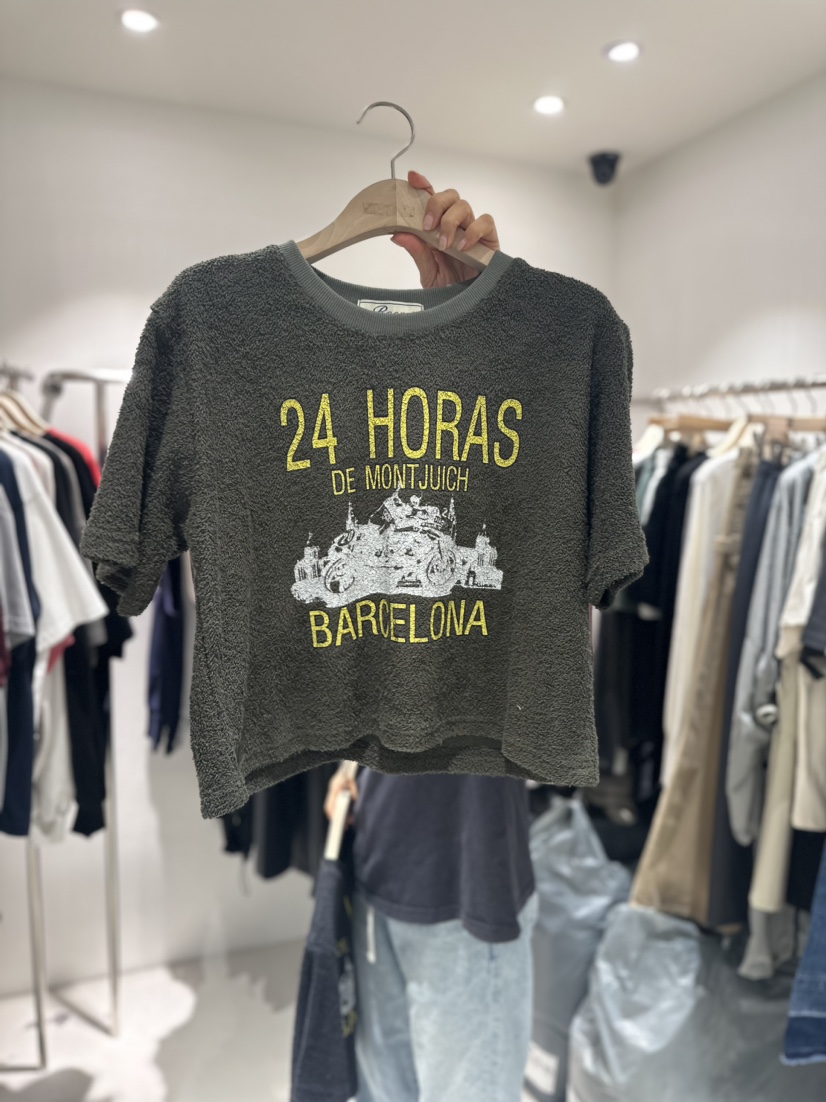 24 HORAS
DE MONTJUICH
BARCELONA